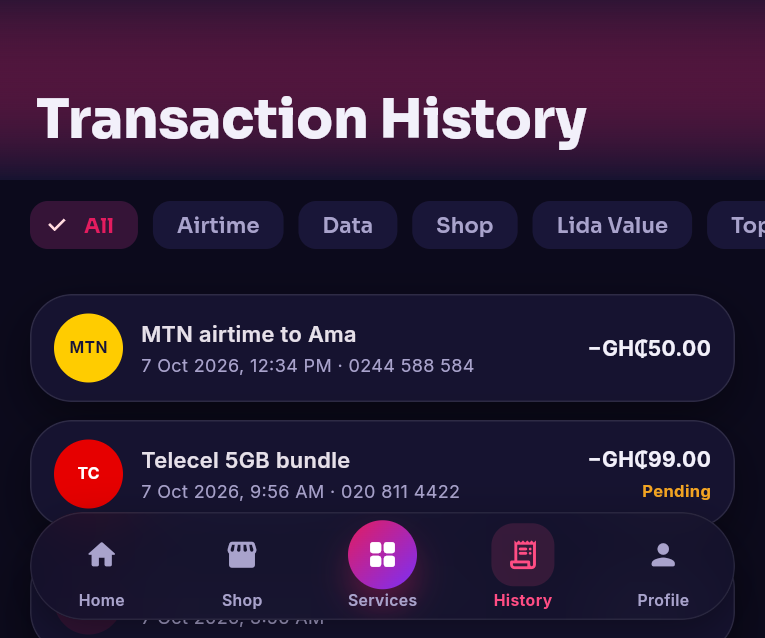 Transaction History
All
Airtime
Data
Shop
Lida Value
Top
MTN
MTN airtime to Ama
7 Oct 2026, 12:34 PM · 0244 588 584
−GH₵50.00
TC
Telecel 5GB bundle
7 Oct 2026, 9:56 AM · 020 811 4422
−GH₵99.00
Pending
Home
Shop
Services
History
Profile